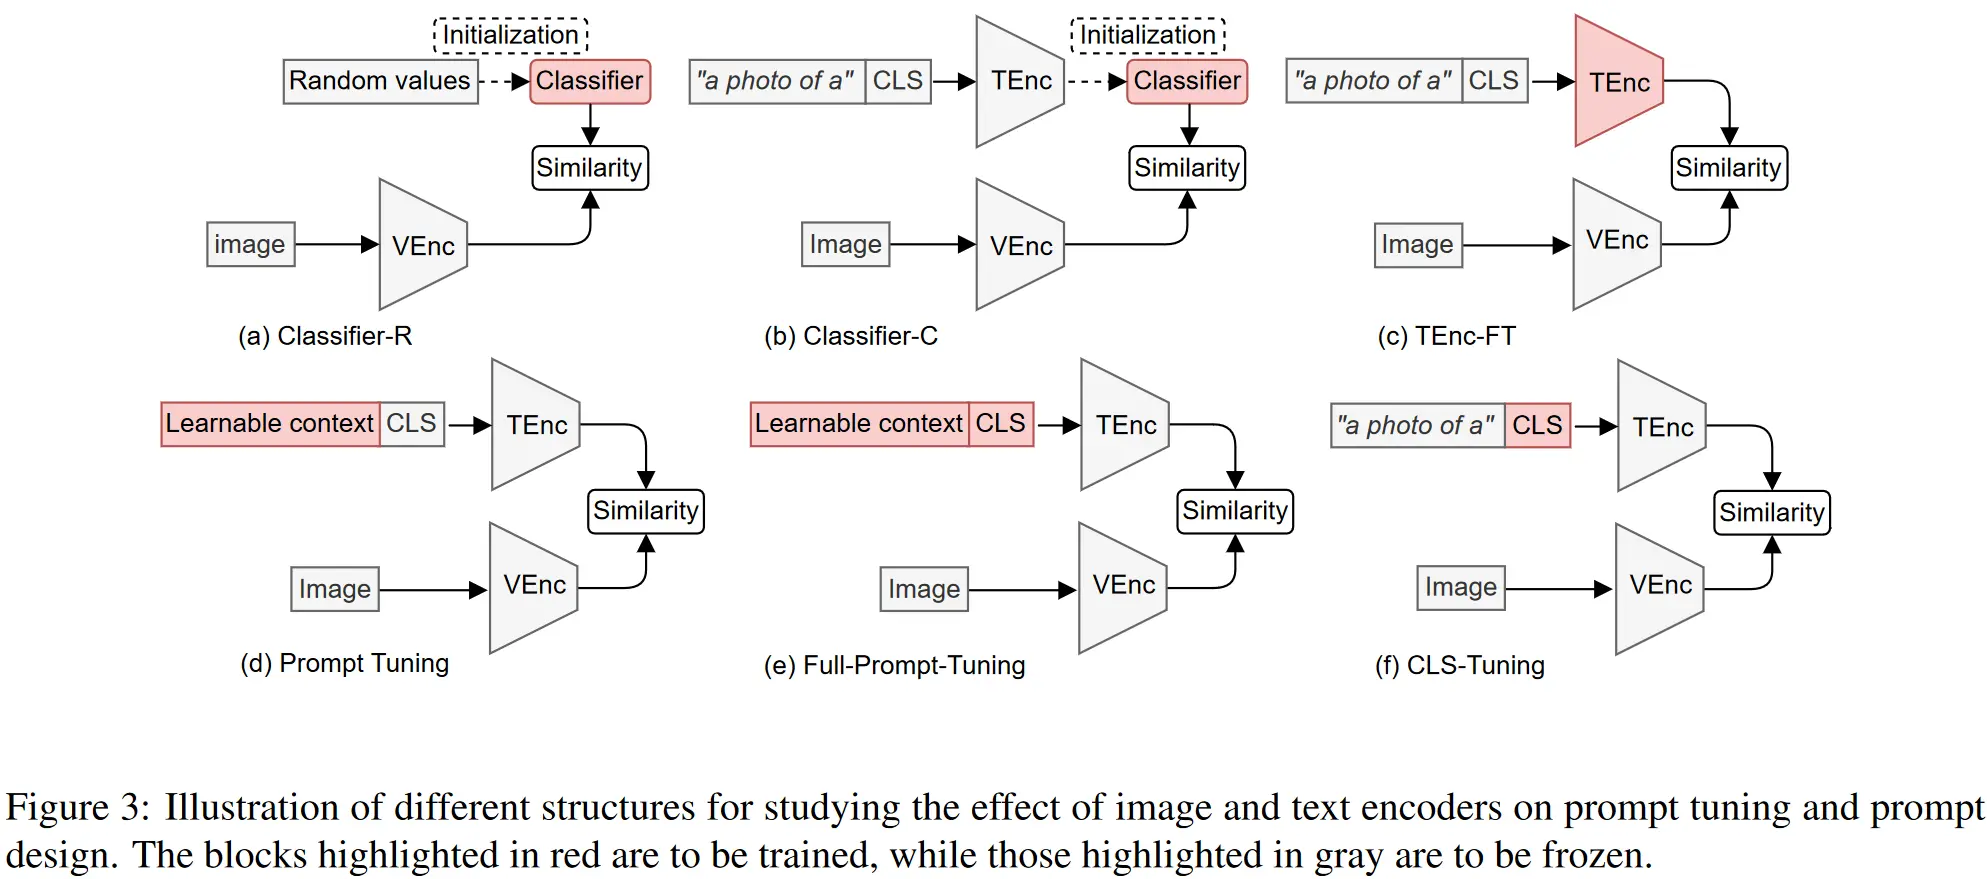 Initialization
Random values
Classifier
Similarity
image
VEnc
(a) Classifier-R
Initialization
"a photo of a" CLS
TEnc
Classifier
Similarity
Image
VEnc
(b) Classifier-C
"a photo of a" CLS
TEnc
Similarity
Image
VEnc
(c) TEnc-FT
Learnable context CLS
TEnc
Similarity
Image
VEnc
(d) Prompt Tuning
Learnable context CLS
TEnc
Similarity
Image
VEnc
(e) Full-Prompt-Tuning
"a photo of a" CLS
TEnc
Similarity
Image
VEnc
(f) CLS-Tuning
Figure 3: Illustration of different structures for studying the effect of image and text encoders on prompt tuning and prompt
design. The blocks highlighted in red are to be trained, while those highlighted in gray are to be frozen.